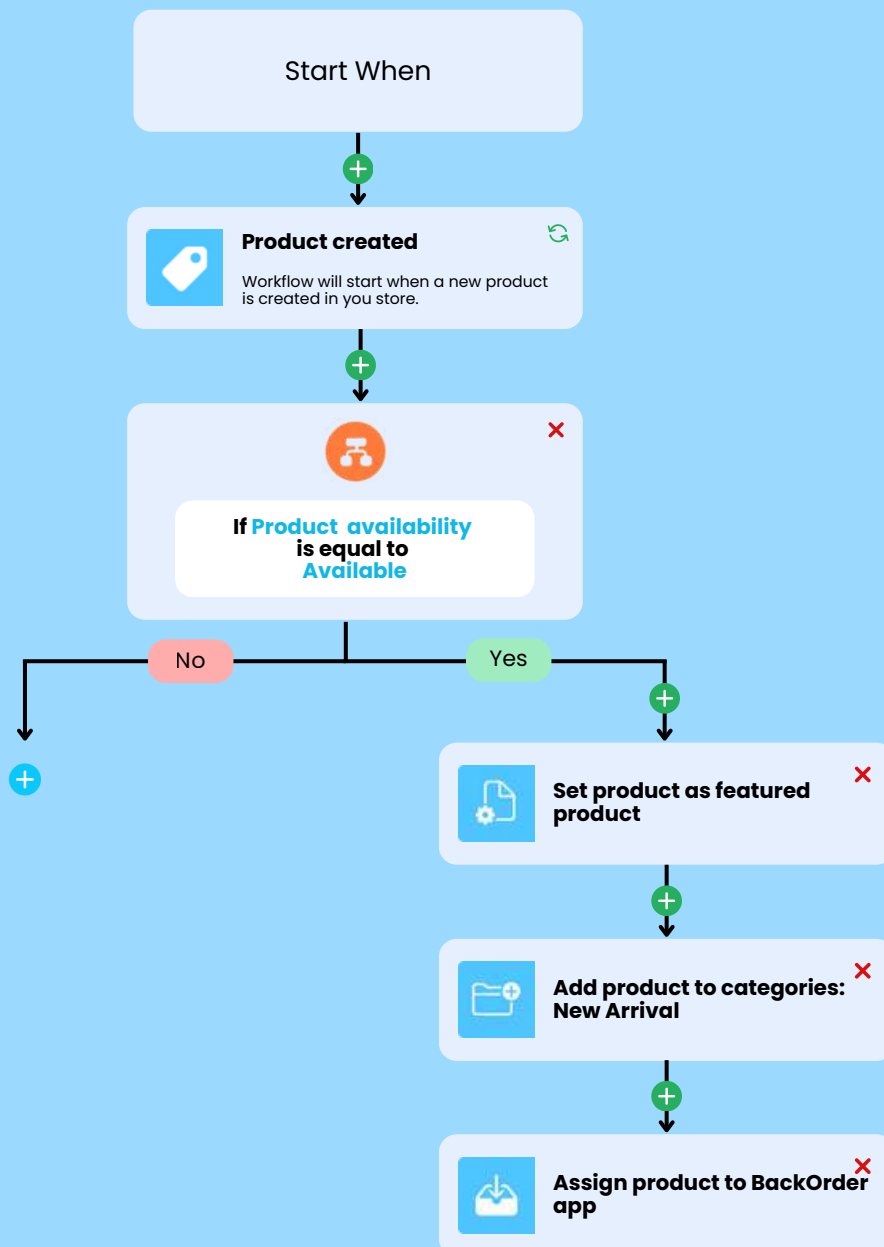 Start When
Product created
Workflow will start when a new product
is created in you store.
If Product availability
is equal to
Available
No
Yes
Set product as featured
product
Add product to categories:
New Arrival
Assign product to BackOrder
app